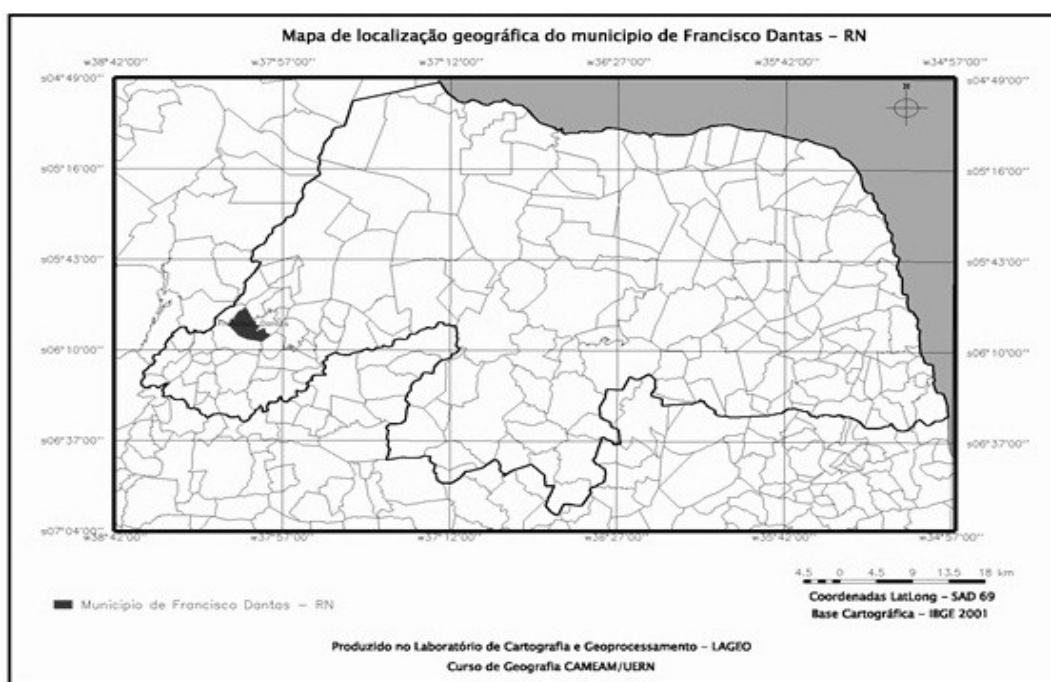 Mapa de localização geográfica do municipio de Francisco Dantas – RN
w38°42'00'' w37°57'00'' w37°12'00'' w36°27'00'' w35°42'00'' w34°57'00''
s04°49'00'' s04°49'00''
s05°16'00'' s05°16'00''
s05°43'00'' s05°43'00''
s06°10'00'' s06°10'00''
s06°37'00'' s06°37'00''
s07°04'00'' s07°04'00''
w38°42'00'' w37°57'00'' w37°12'00'' w36°27'00'' w35°42'00'' w34°57'00''
4.5 0 4.5 9 13.5 18 km
Municipio de Francisco Dantas – RN
Coordenadas LatLong – SAD 69
Base Cartográfica – IBGE 2001
Produzido no Laboratório de Cartografia e Geoprocessamento – LAGEO
Curso de Geografia CAMEAM/UERN